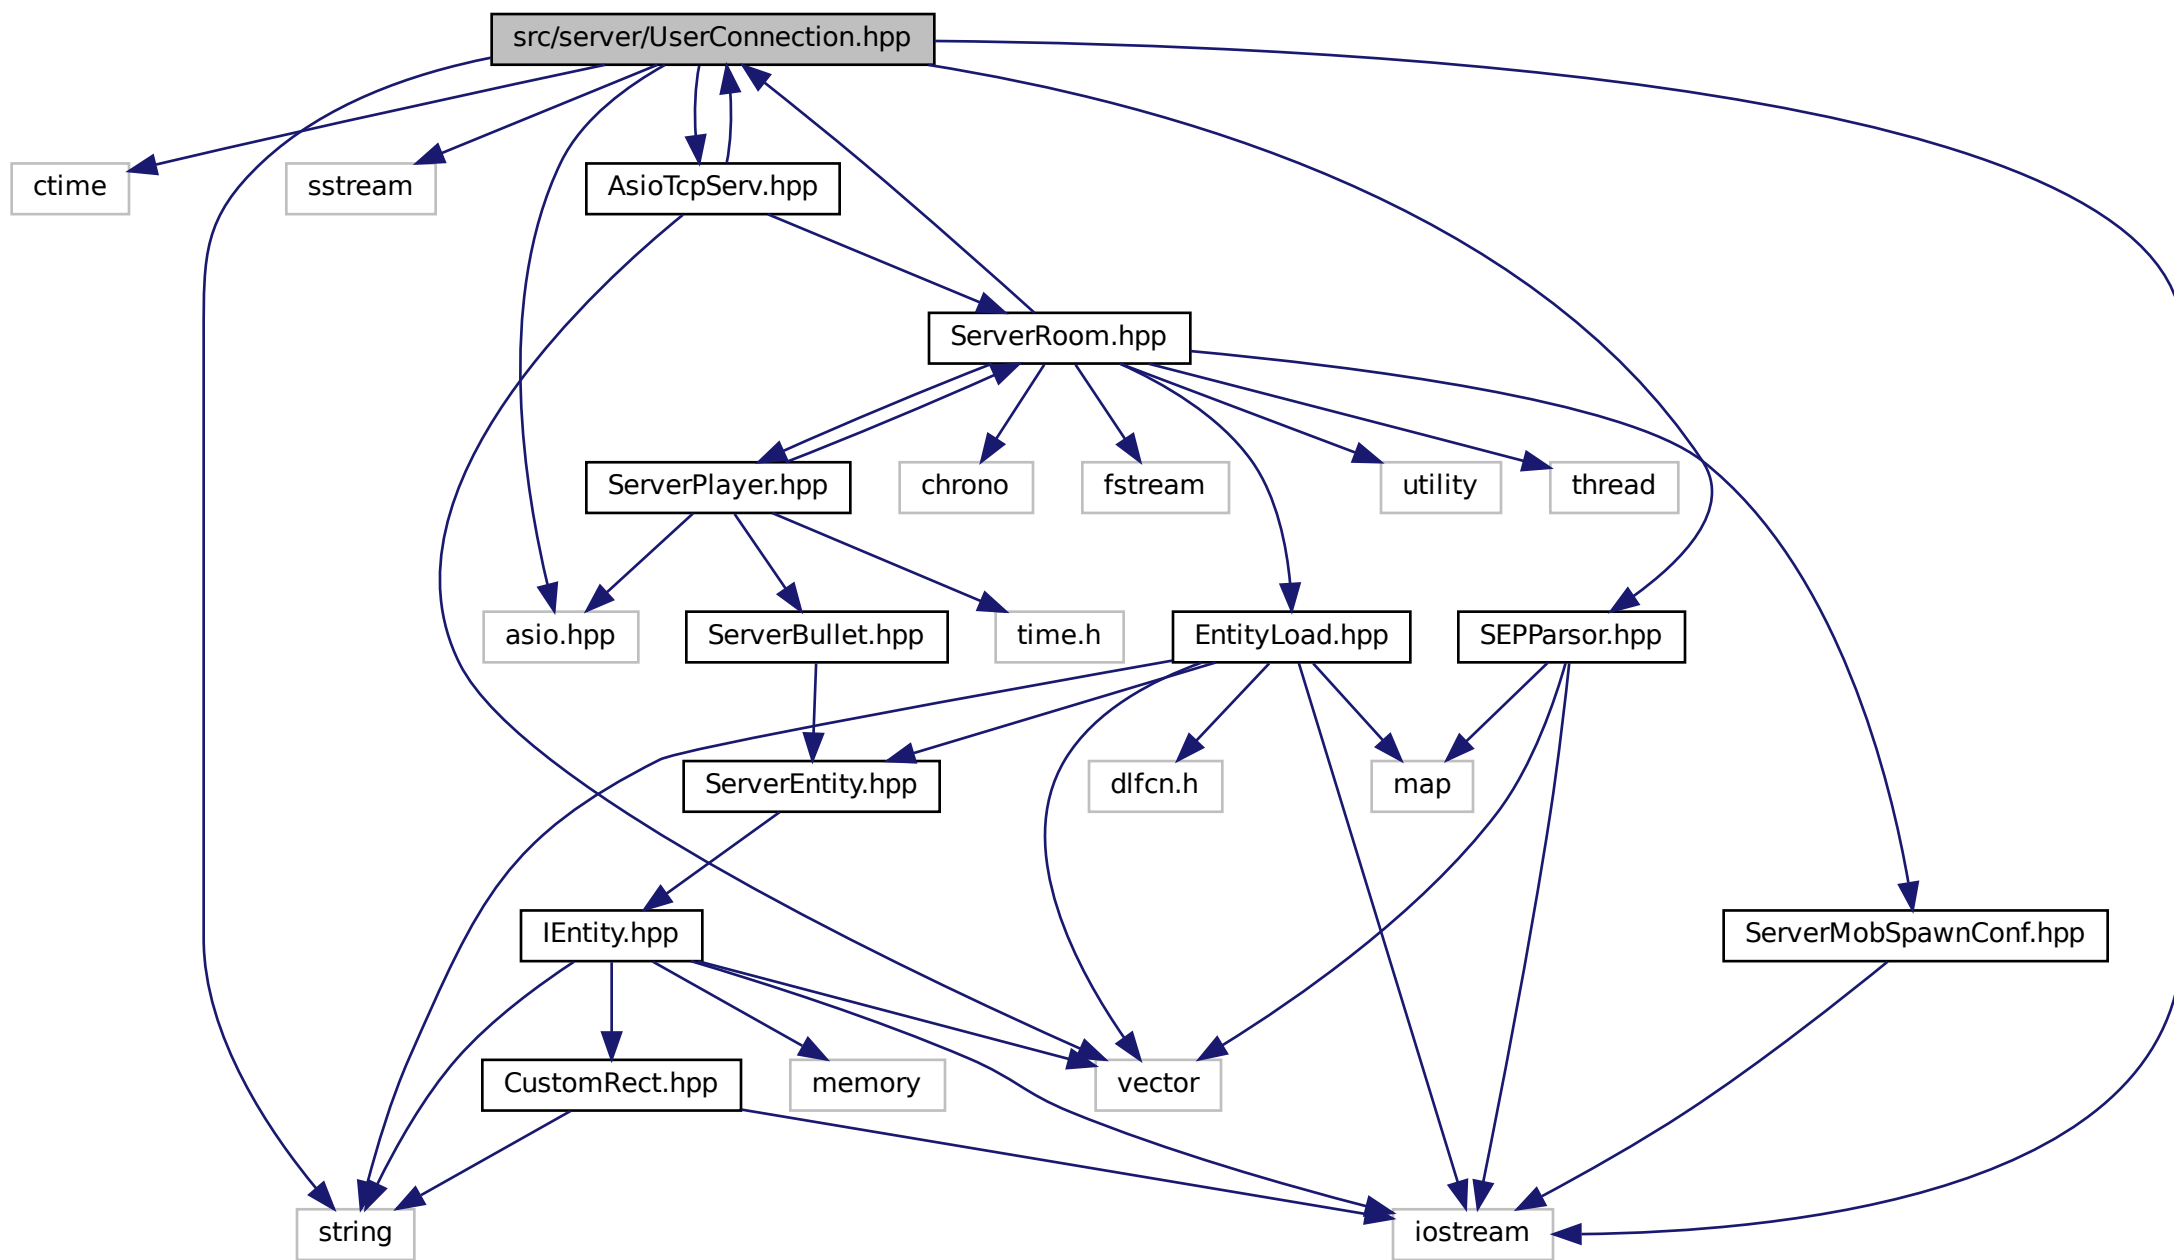 src/server/UserConnection.hpp
ctime
sstream
AsioTcpServ.hpp
ServerRoom.hpp
ServerPlayer.hpp
chrono
fstream
utility
thread
asio.hpp
ServerBullet.hpp
time.h
EntityLoad.hpp
SEPParsor.hpp
ServerEntity.hpp
dlfcn.h
map
IEntity.hpp
ServerMobSpawnConf.hpp
CustomRect.hpp
memory
vector
string
iostream